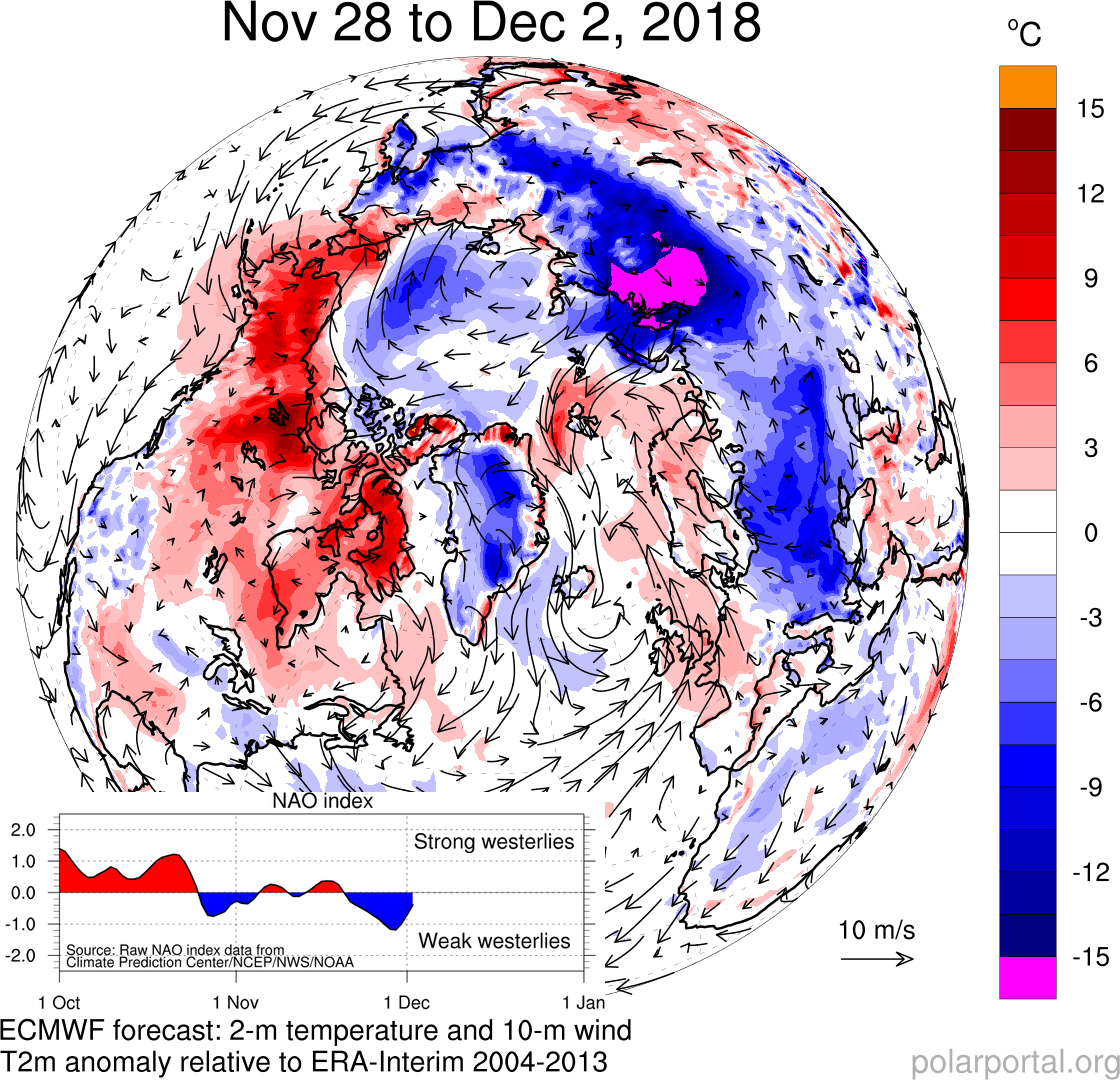 Nov 28 to Dec 2, 2018
°C
15
12
9
6
3
0
-3
-6
-9
-12
-15
10 m/s
NAO index
2.0
1.0
0.0
-1.0
-2.0
Strong westerlies
Weak westerlies
Source: Raw NAO index data from
Climate Prediction Center/NCEP/NWS/NOAA
1 Oct 1 Nov 1 Dec 1 Jan
ECMWF forecast: 2-m temperature and 10-m wind
T2m anomaly relative to ERA-Interim 2004-2013
polarportal.org